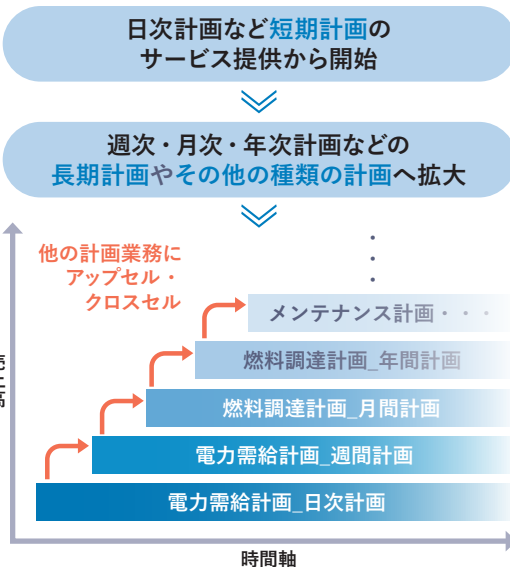 日次計画など短期計画の
サービス提供から開始
週次・月次・年次計画などの
長期計画やその他の種類の計画へ拡大
他の計画業務に
アップセル・
クロスセル
メンテナンス計画・・・
燃料調達計画_年間計画
燃料調達計画_月間計画
電力需給計画_週間計画
電力需給計画_日次計画
売上高
時間軸